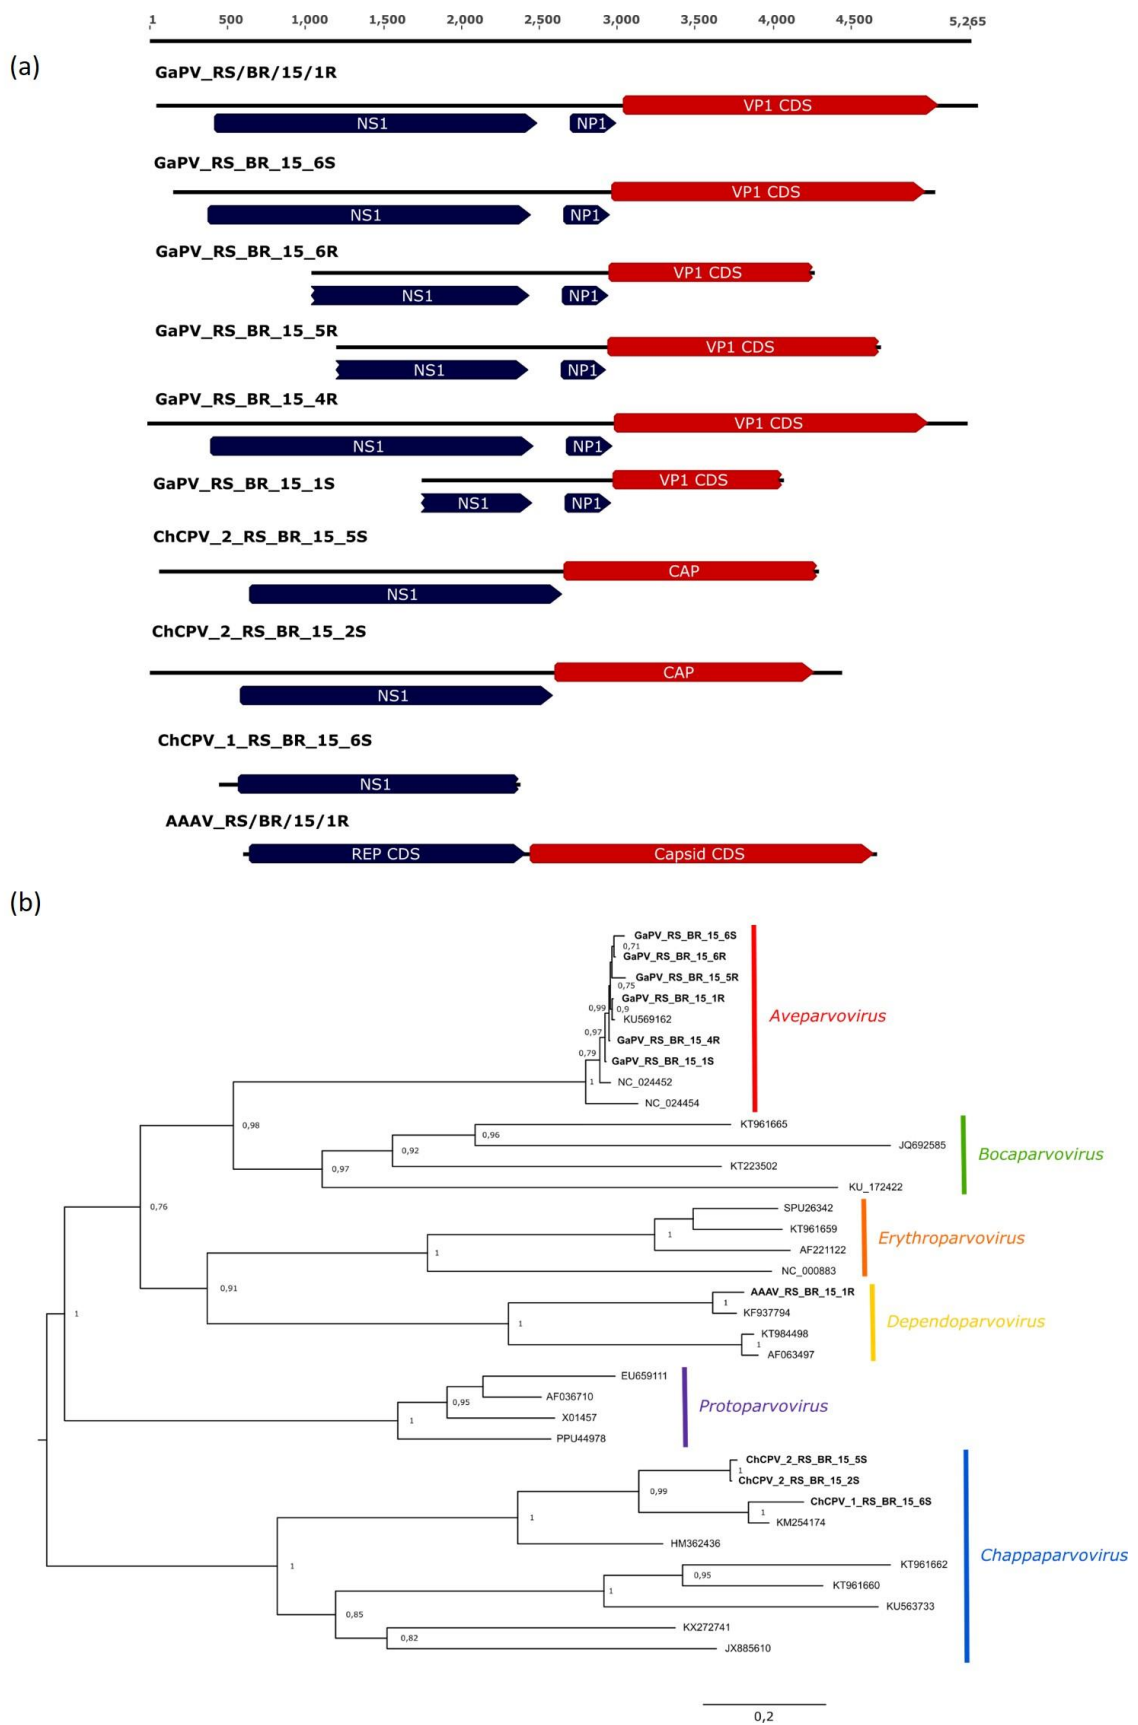 1 500 1,000 1,500 2,000 2,500 3,000 3,500 4,000 4,500 5,265
(a)
GaPV_RS/BR/15/1R
VP1 CDS
NS1 NP1
GaPV_RS_BR_15_6S
VP1 CDS
NS1 NP1
GaPV_RS_BR_15_6R
VP1 CDS
NS1 NP1
GaPV_RS_BR_15_5R
VP1 CDS
NS1 NP1
GaPV_RS_BR_15_4R
VP1 CDS
NS1 NP1
GaPV_RS_BR_15_1S
VP1 CDS
NS1 NP1
ChCPV_2_RS_BR_15_5S
CAP
NS1
ChCPV_2_RS_BR_15_2S
CAP
NS1
ChCPV_1_RS_BR_15_6S
NS1
AAAV_RS/BR/15/1R
REP CDS Capsid CDS
(b)
GaPV_RS_BR_15_6S
0,71
GaPV_RS_BR_15_6R
GaPV_RS_BR_15_5R
0,75
GaPV_RS_BR_15_1R
0,99 0,9
KU569162
Aveparvovirus
0,97
GaPV_RS_BR_15_4R
0,79
GaPV_RS_BR_15_1S
1 NC_024452
NC_024454
0,98
KT961665
0,96
JQ692585
0,92
Bocaparvovirus
0,97
KT223502
KU_172422
0,76
SPU26342
1
KT961659
Erythroparvovirus
1
AF221122
NC_000883
0,91
AAAV_RS_BR_15_1R
1
KF937794
Dependoparvovirus
1
KT984498
1
AF063497
1
EU659111
0,95
AF036710
Protoparvovirus
1
X01457
PPU44978
ChCPV_2_RS_BR_15_5S
1
ChCPV_2_RS_BR_15_2S
0,99
ChCPV_1_RS_BR_15_6S
1
KM254174
1
HM362436
Chappaparvovirus
1
KT961662
0,95
KT961660
1
KU563733
0,85
KX272741
0,82
JX885610
0,2